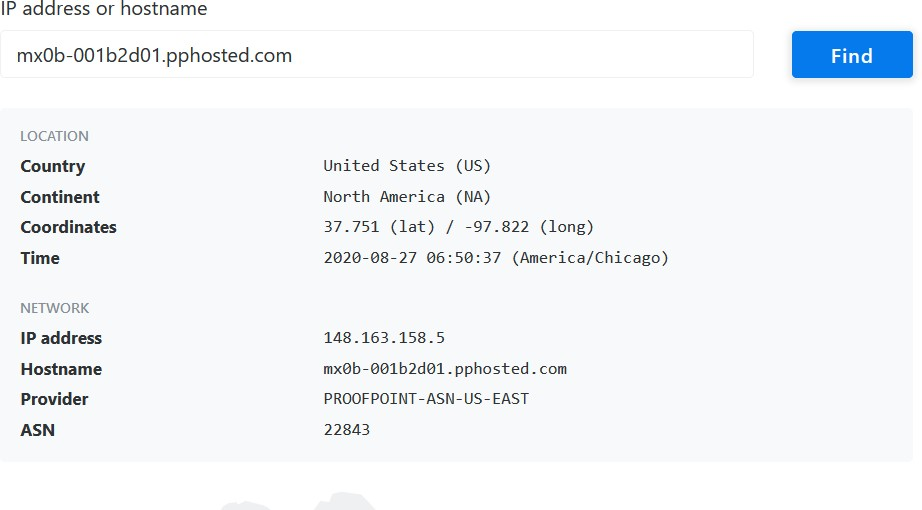 IP address or hostname
mx0b-001b2d01.pphosted.com
Find
LOCATION
Country United States (US)
Continent North America (NA)
Coordinates 37.751 (lat) / -97.822 (long)
Time 2020-08-27 06:50:37 (America/Chicago)
NETWORK
IP address 148.163.158.5
Hostname mx0b-001b2d01.pphosted.com
Provider PROOFPOINT-ASN-US-EAST
ASN 22843